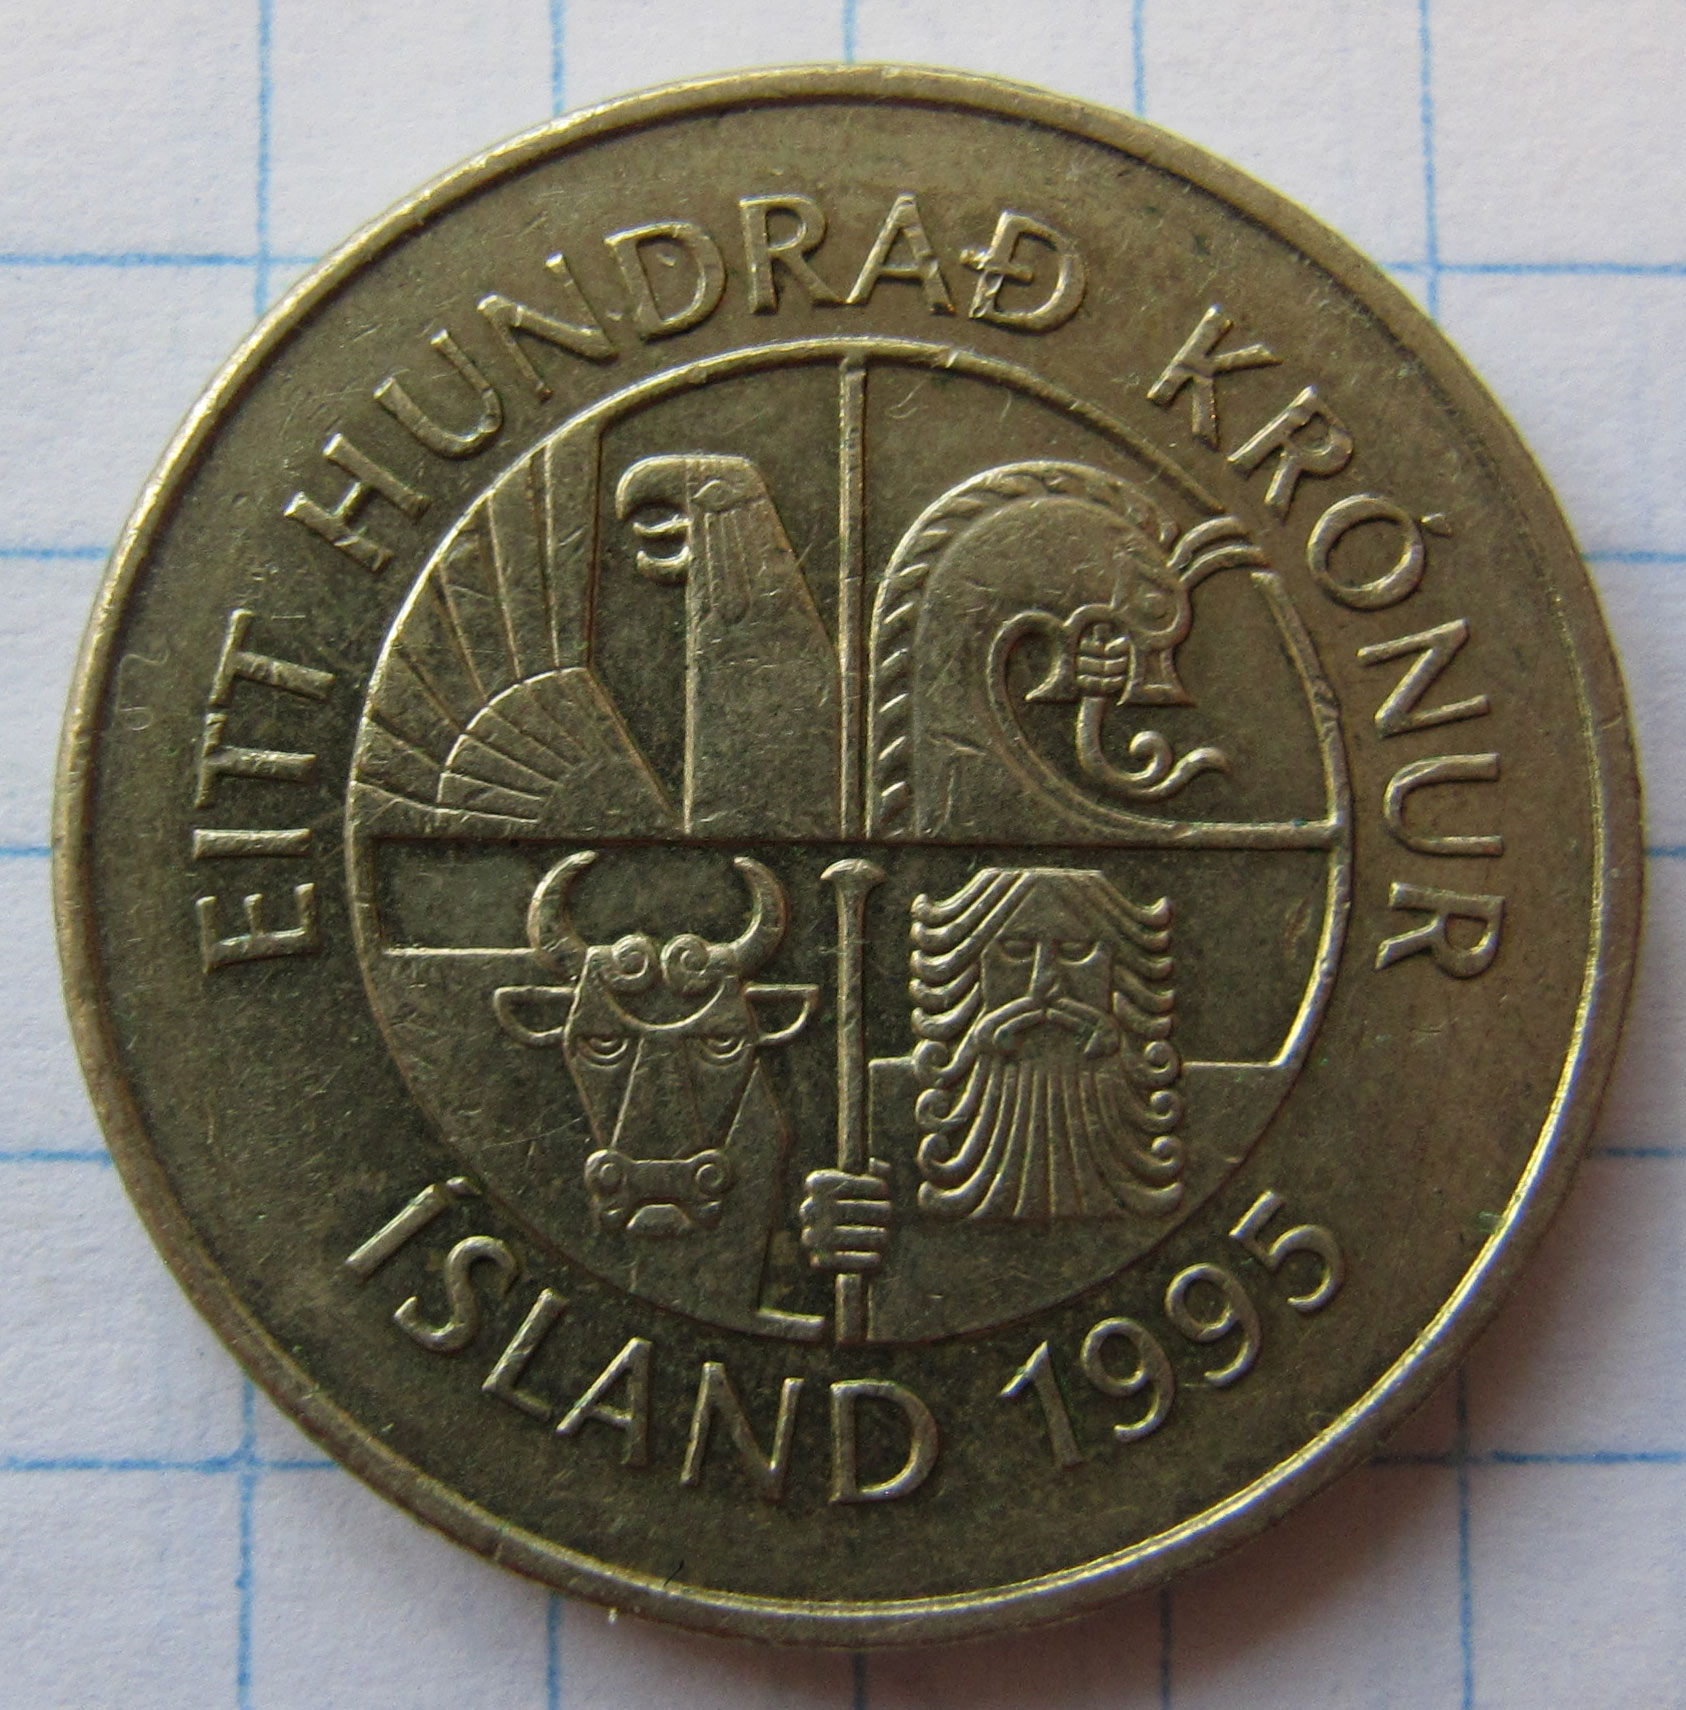 EITT HUNDRAÐ KRÓNUR
ÍSLAND 1995